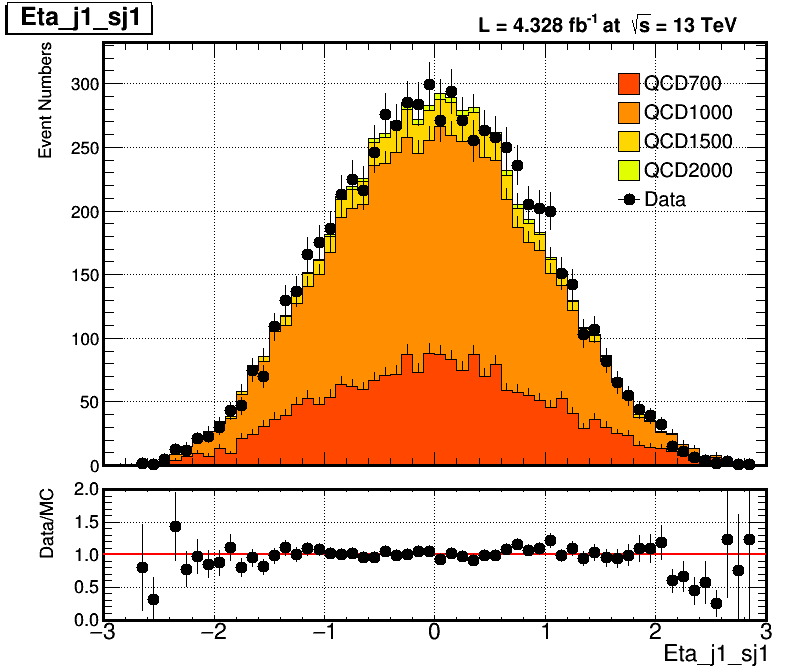 Eta_j1_sj1
L = 4.328 fb-1 at √s = 13 TeV
Event Numbers
300
250
200
150
100
50
0
QCD700
QCD1000
QCD1500
QCD2000
Data
Data/MC
2.0
1.5
1.0
0.5
0.0
−3 −2 −1 0 1 2 3
Eta_j1_sj1